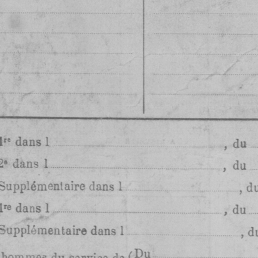 1er dans l , du
2e dans l , du
Supplémentaire dans l , du
1re dans l , du
Supplémentaire dans l , du
hommes du service de (Du